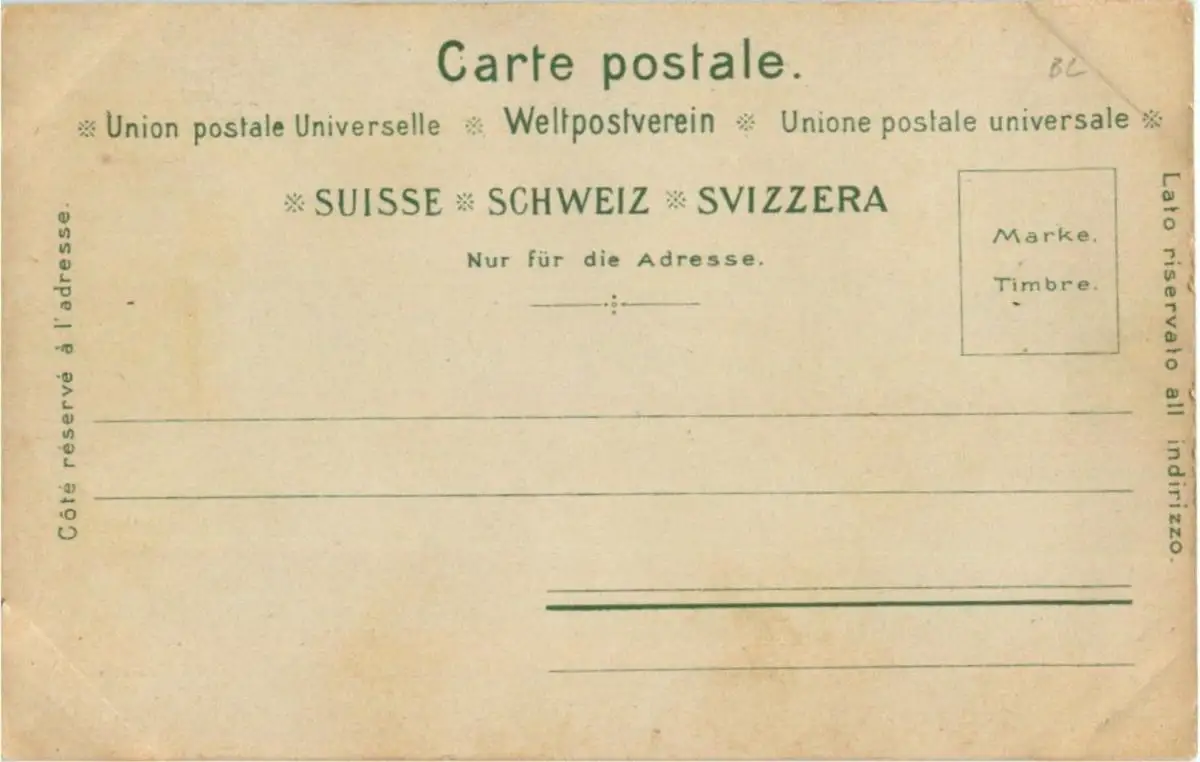 Carte postale.
BL
※ Union postale Universelle ※ Weltpostverein ※ Unione postale universale ※
※ SUISSE ※ SCHWEIZ ※ SVIZZERA
Nur für die Adresse.
Marke.
Timbre.
Côté réservé à l'adresse.
Lato riservato all indirizzo.